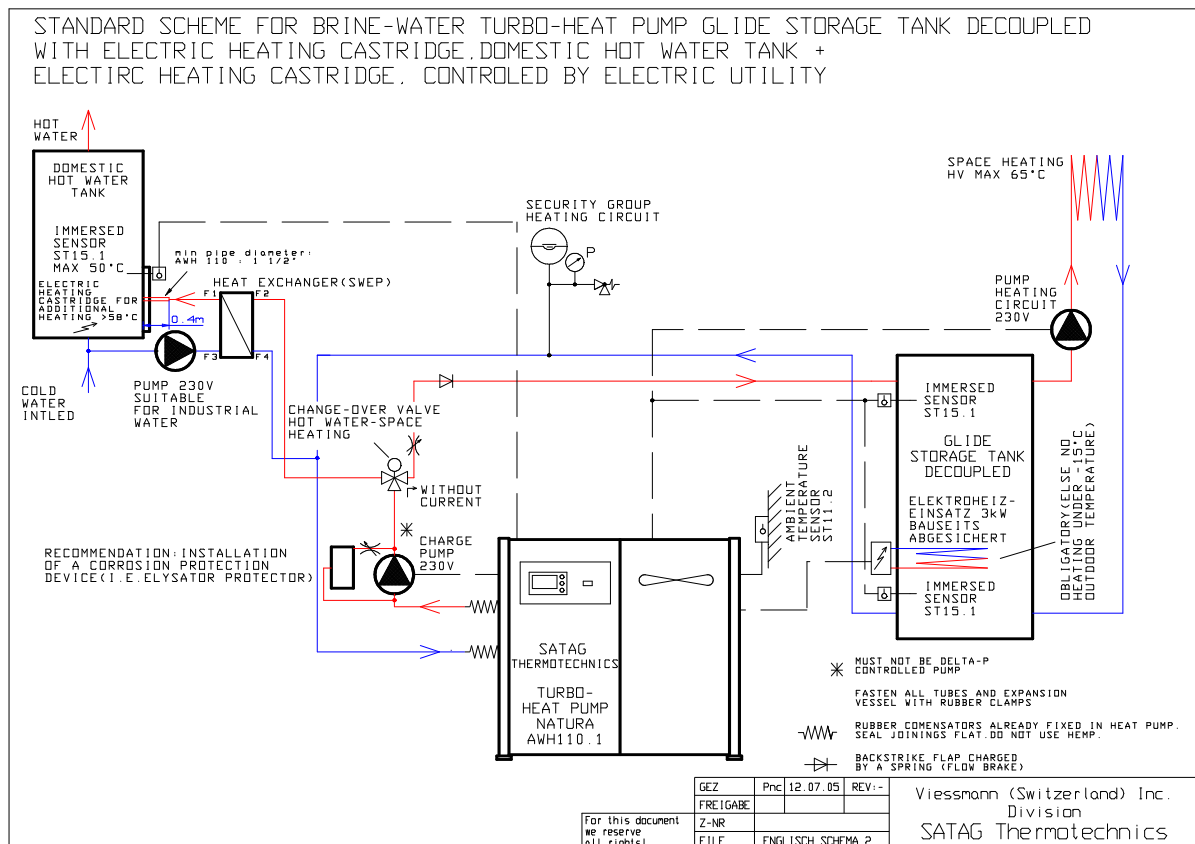 STANDARD SCHEME FOR BRINE-WATER TURBO-HEAT PUMP GLIDE STORAGE TANK DECOUPLED
WITH ELECTRIC HEATING CASTRIDGE,DOMESTIC HOT WATER TANK +
ELECTIRC HEATING CASTRIDGE, CONTROLED BY ELECTRIC UTILITY
HOT
WATER
DOMESTIC
HOT WATER
TANK
IMMERSED
SENSOR
ST15.1
MAX 50°C
ELECTRIC
HEATING
CASTRIDGE FOR
ADDITIONAL
HEATING >58°C
min pipe diameter:
AWH 110 : 1 1/2"
HEAT EXCHANGER(SWEP)
F1
F2
F3
F4
0.4m
COLD
WATER
INTLED
PUMP 230V
SUITABLE
FOR INDUSTRIAL
WATER
CHANGE-OVER VALVE
HOT WATER-SPACE
HEATING
WITHOUT
CURRENT
SECURITY GROUP
HEATING CIRCUIT
P
SPACE HEATING
HV MAX 65°C
PUMP
HEATING
CIRCUIT
230V
IMMERSED
SENSOR
ST15.1
GLIDE
STORAGE TANK
DECOUPLED
ELEKTROHEIZ-
EINSATZ 3kW
BAUSEITS
ABGESICHERT
IMMERSED
SENSOR
ST15.1
OBLIGATORY(ELSE NO
HEATING UNDER -15°C
OUTDOOR TEMPERATURE)
AMBIENT
TEMPERATURE
SENSOR
ST11.2
CHARGE
PUMP
230V
RECOMMENDATION:INSTALLATION
OF A CORROSION PROTECTION
DEVICE(I.E.ELYSATOR PROTECTOR)
SATAG
THERMOTECHNICS
TURBO-
HEAT PUMP
NATURA
AWH110.1
MUST NOT BE DELTA-P
CONTROLLED PUMP
FASTEN ALL TUBES AND EXPANSION
VESSEL WITH RUBBER CLAMPS
RUBBER COMENSATORS ALREADY FIXED IN HEAT PUMP.
SEAL JOININGS FLAT.DO NOT USE HEMP.
BACKSTRIKE FLAP CHARGED
BY A SPRING (FLOW BRAKE)
GEZ Pnc 12.07.05 REV:-
FREIGABE
Z-NR
FILE ENGLISCH SCHEMA 2
For this document
we reserve
all rights!
Viessmann (Switzerland) Inc.
Division
SATAG Thermotechnics